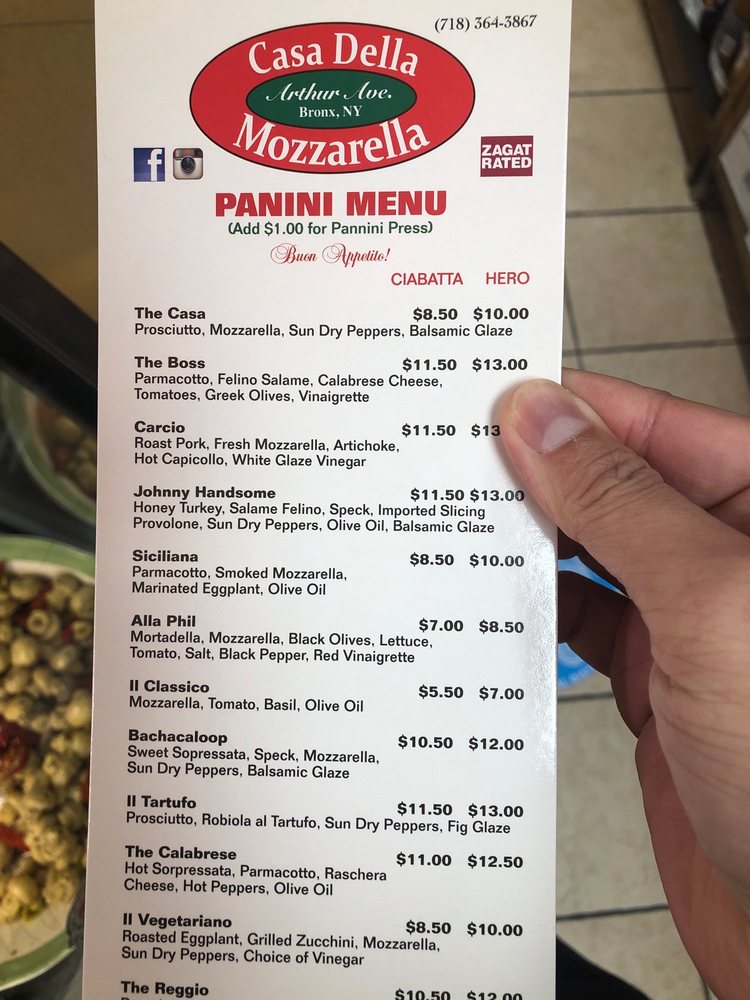 (718) 364-3867
Casa Della
Arthur Ave.
Bronx, NY
Mozzarella
f
ZAGAT
RATED
PANINI MENU
(Add $1.00 for Pannini Press)
Buon Appetito!
CIABATTA HERO
The Casa $8.50 $10.00
Prosciutto, Mozzarella, Sun Dry Peppers, Balsamic Glaze
The Boss $11.50 $13.00
Parmacotto, Felino Salame, Calabrese Cheese,
Tomatoes, Greek Olives, Vinaigrette
Carcio $11.50 $13
Roast Pork, Fresh Mozzarella, Artichoke,
Hot Capicollo, White Glaze Vinegar
Johnny Handsome $11.50 $13.00
Honey Turkey, Salame Felino, Speck, Imported Slicing
Provolone, Sun Dry Peppers, Olive Oil, Balsamic Glaze
Siciliana $8.50 $10.00
Parmacotto, Smoked Mozzarella,
Marinated Eggplant, Olive Oil
Alla Phil $7.00 $8.50
Mortadella, Mozzarella, Black Olives, Lettuce,
Tomato, Salt, Black Pepper, Red Vinaigrette
Il Classico $5.50 $7.00
Mozzarella, Tomato, Basil, Olive Oil
Bachacaloop $10.50 $12.00
Sweet Sopressata, Speck, Mozzarella,
Sun Dry Peppers, Balsamic Glaze
Il Tartufo $11.50 $13.00
Prosciutto, Robiola al Tartufo, Sun Dry Peppers, Fig Glaze
The Calabrese $11.00 $12.50
Hot Sorpressata, Parmacotto, Raschera
Cheese, Hot Peppers, Olive Oil
Il Vegetariano $8.50 $10.00
Roasted Eggplant, Grilled Zucchini, Mozzarella,
Sun Dry Peppers, Choice of Vinegar
The Reggio $10.50 $12.00